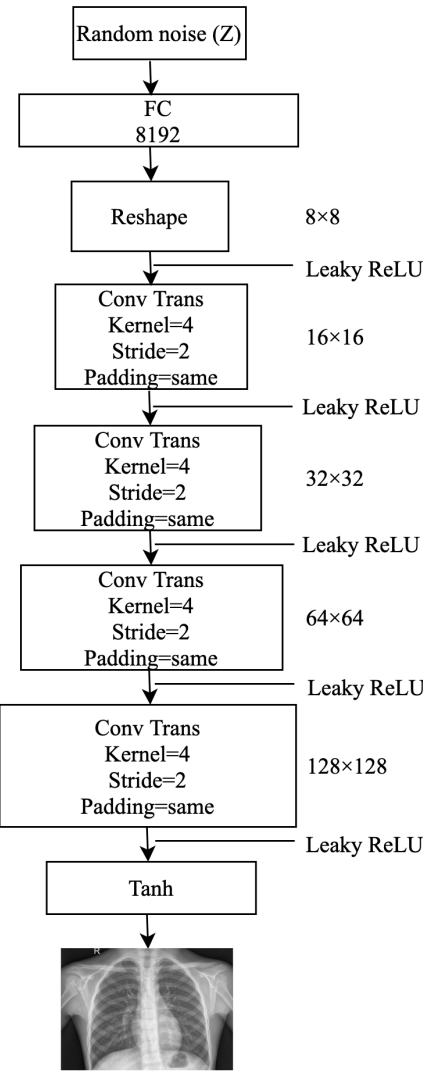 Random noise (Z)
FC
8192
Reshape
8×8
Leaky ReLU
Conv Trans
Kernel=4
Stride=2
Padding=same
16×16
Leaky ReLU
Conv Trans
Kernel=4
Stride=2
Padding=same
32×32
Leaky ReLU
Conv Trans
Kernel=4
Stride=2
Padding=same
64×64
Leaky ReLU
Conv Trans
Kernel=4
Stride=2
Padding=same
128×128
Leaky ReLU
Tanh
R